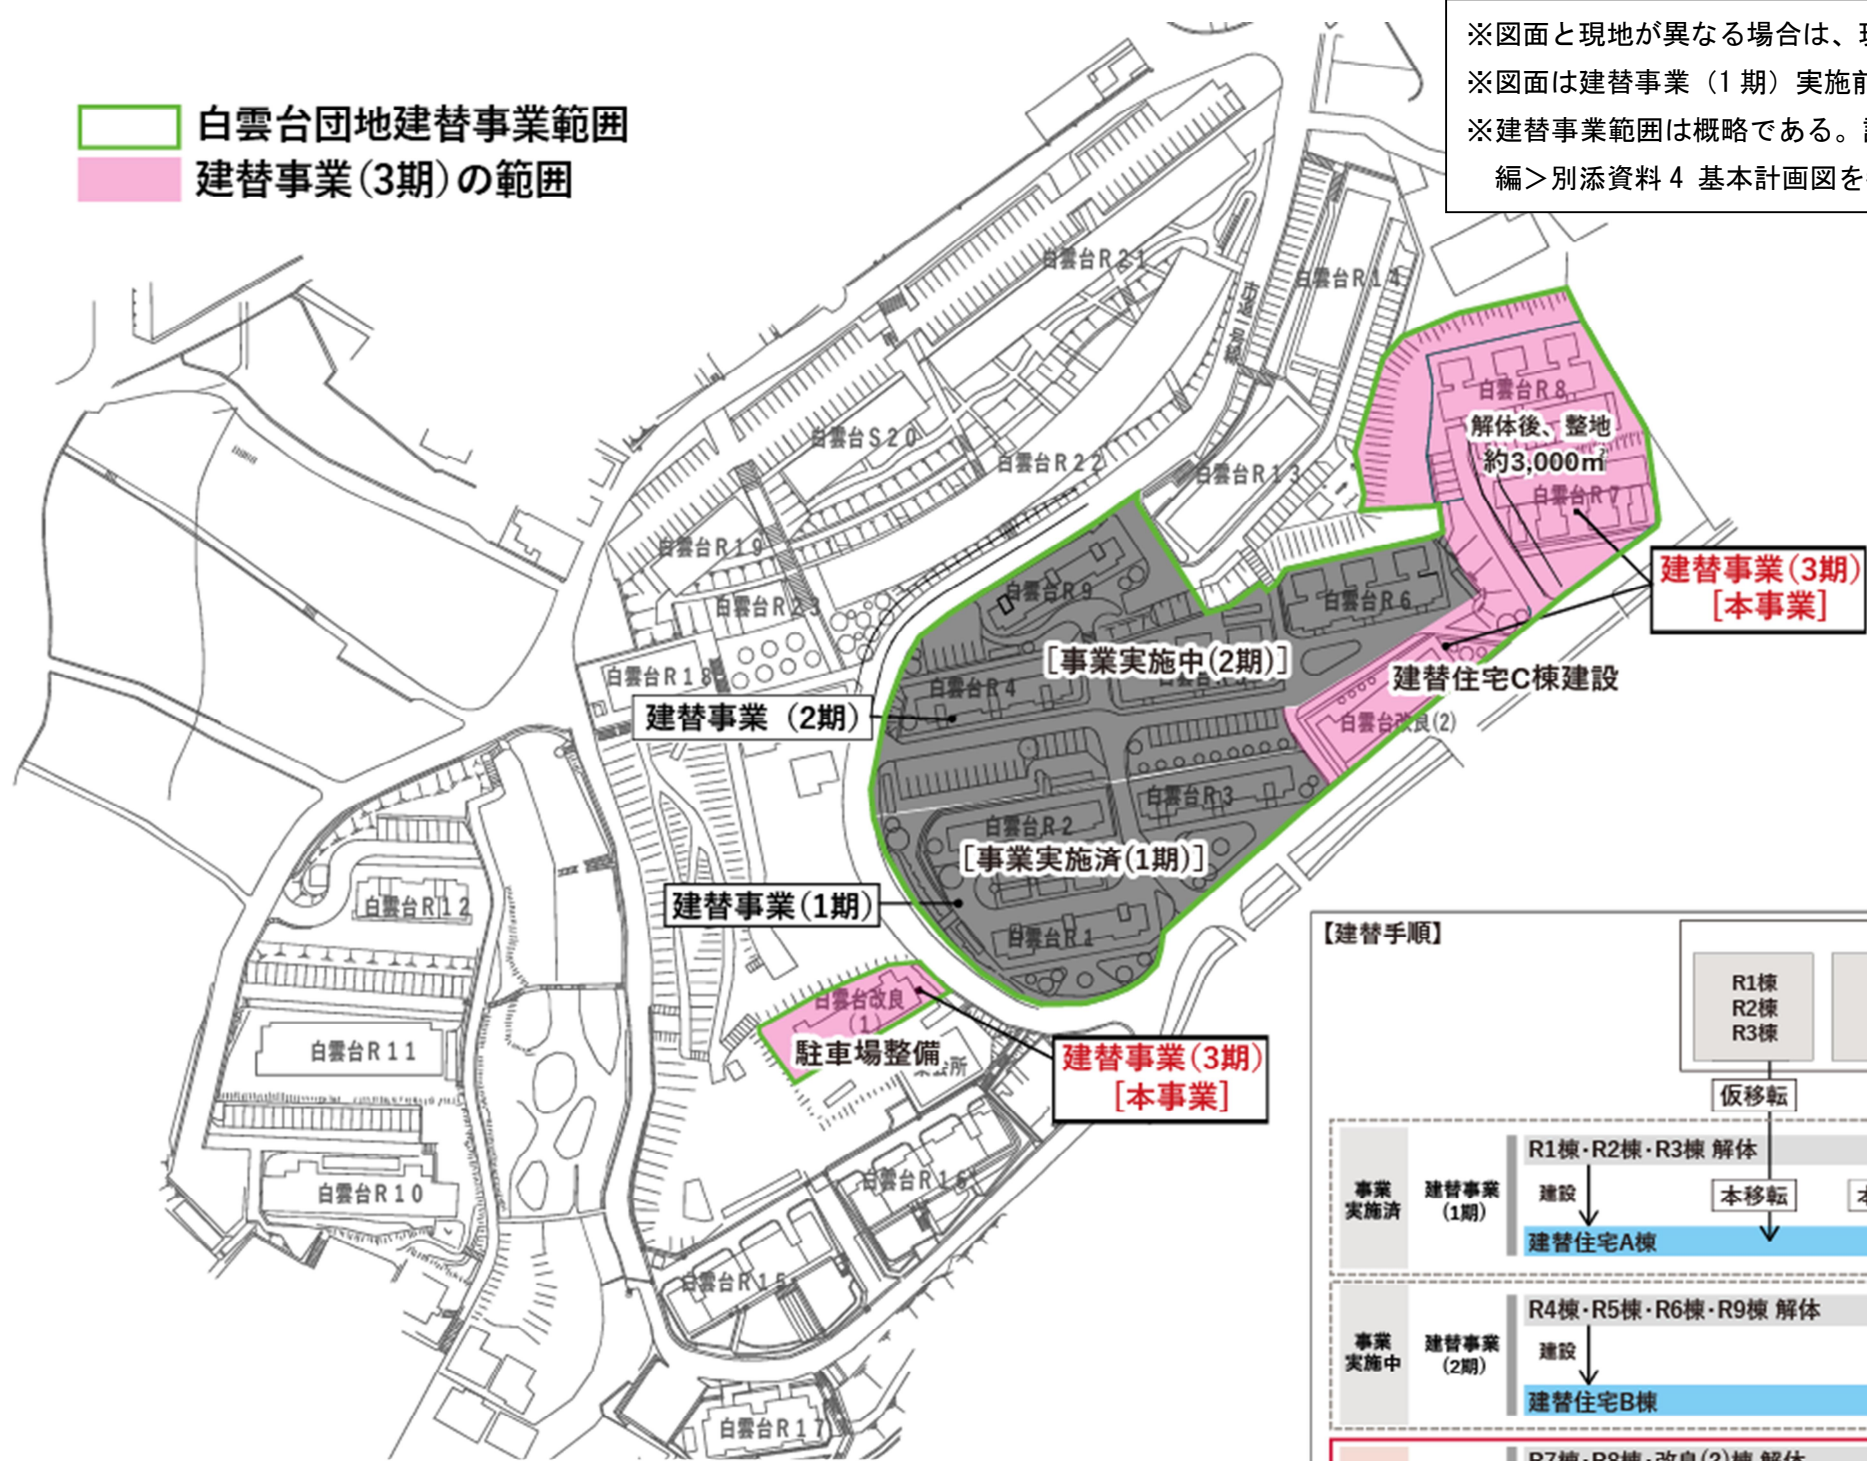 ※図面と現地が異なる場合は、
※図面は建替事業（1期）実施前
※建替事業範囲は概略である。
編＞別添資料4 基本計画図を
白雲台団地建替事業範囲
建替事業(3期)の範囲
白雲台R21
白雲台R14
市道一号線
白雲台R8
解体後、整地
約3,000㎡
白雲台R7
白雲台S20
白雲台R22
白雲台R13
白雲台R19
白雲台R23
白雲台R9
白雲台R6
建替事業(3期)
[本事業]
[事業実施中(2期)]
白雲台R18
白雲台R4
建替住宅C棟建設
白雲台改良(2)
建替事業（2期）
白雲台R3
白雲台R2
[事業実施済(1期)]
建替事業(1期)
白雲台R1
白雲台R12
白雲台改良
(1)
駐車場整備
建替事業(3期)
[本事業]
白雲台R11
白雲台R10
白雲台R16
白雲台R15
白雲台R17
【建替手順】
R1棟
R2棟
R3棟
仮移転
事業
実施済
建替事業
(1期)
R1棟・R2棟・R3棟 解体
建設
本移転
建替住宅A棟
事業
実施中
建替事業
(2期)
R4棟・R5棟・R6棟・R9棟 解体
建設
建替住宅B棟
R7棟・R8棟・改良(2)棟 解体